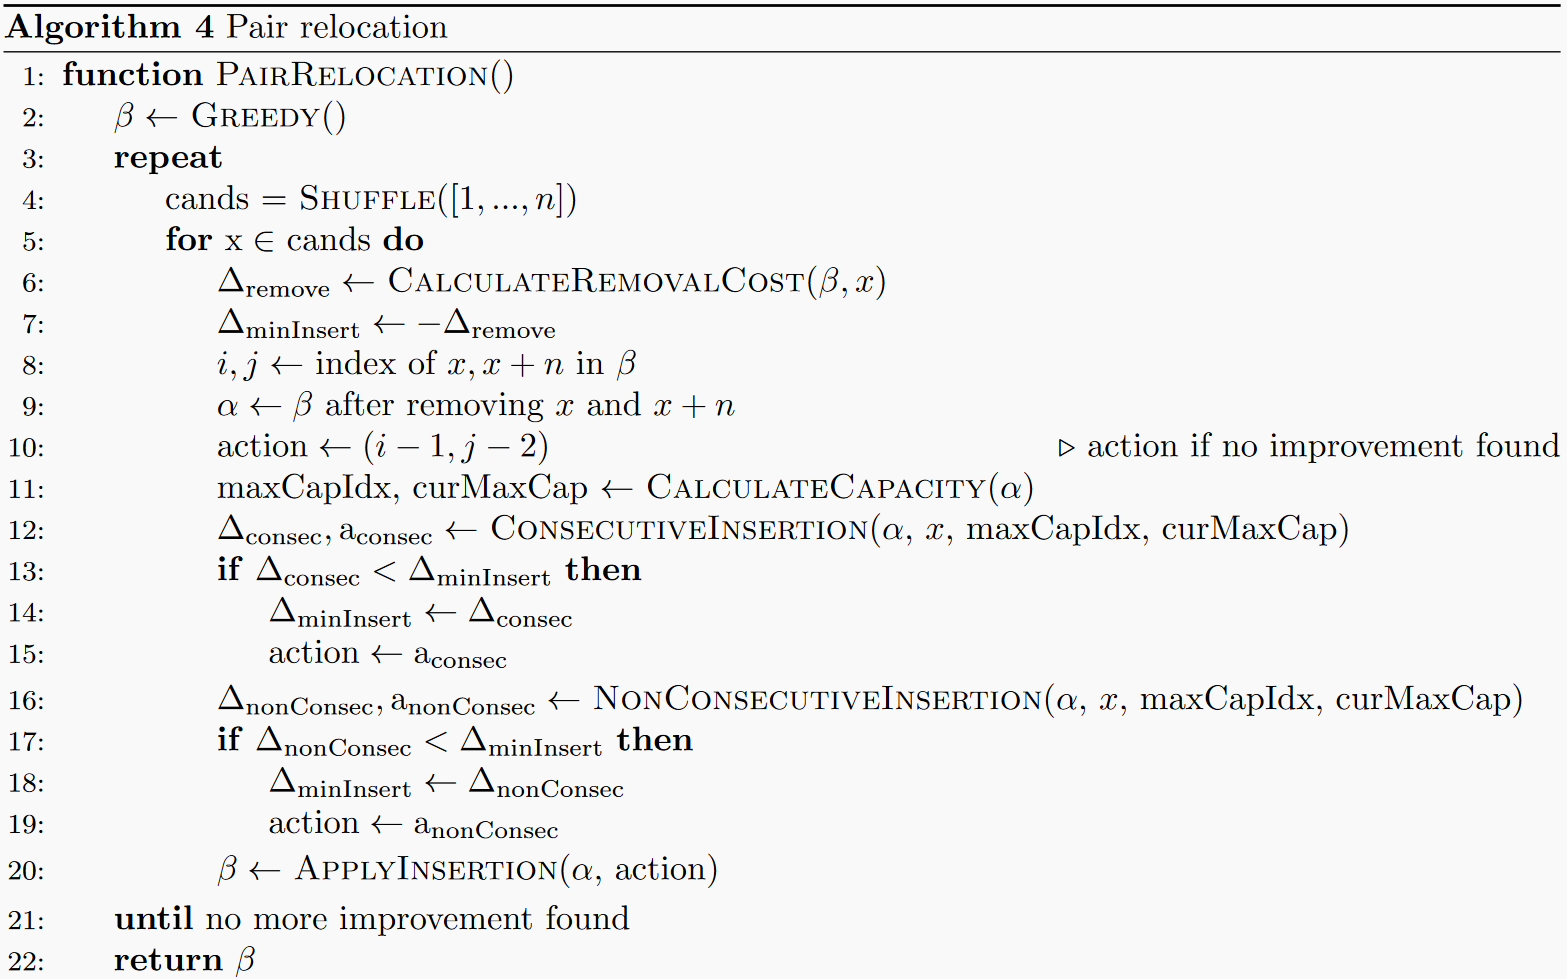 Algorithm 4 Pair relocation
1: function PAIRRELOCATION()
2: β ← GREEDY()
3: repeat
4: cands = SHUFFLE([1, ..., n])
5: for x ∈ cands do
6: Δremove ← CALCULATEREMOVALCOST(β, x)
7: ΔminInsert ← −Δremove
8: i, j ← index of x, x + n in β
9: α ← β after removing x and x + n
10: action ← (i − 1, j − 2) ▷ action if no improvement found
11: maxCapIdx, curMaxCap ← CALCULATECAPACITY(α)
12: Δconsec, aconsec ← CONSECUTIVEINSERTION(α, x, maxCapIdx, curMaxCap)
13: if Δconsec < ΔminInsert then
14: ΔminInsert ← Δconsec
15: action ← aconsec
16: ΔnonConsec, anonConsec ← NONCONSECUTIVEINSERTION(α, x, maxCapIdx, curMaxCap)
17: if ΔnonConsec < ΔminInsert then
18: ΔminInsert ← ΔnonConsec
19: action ← anonConsec
20: β ← APPLYINSERTION(α, action)
21: until no more improvement found
22: return β